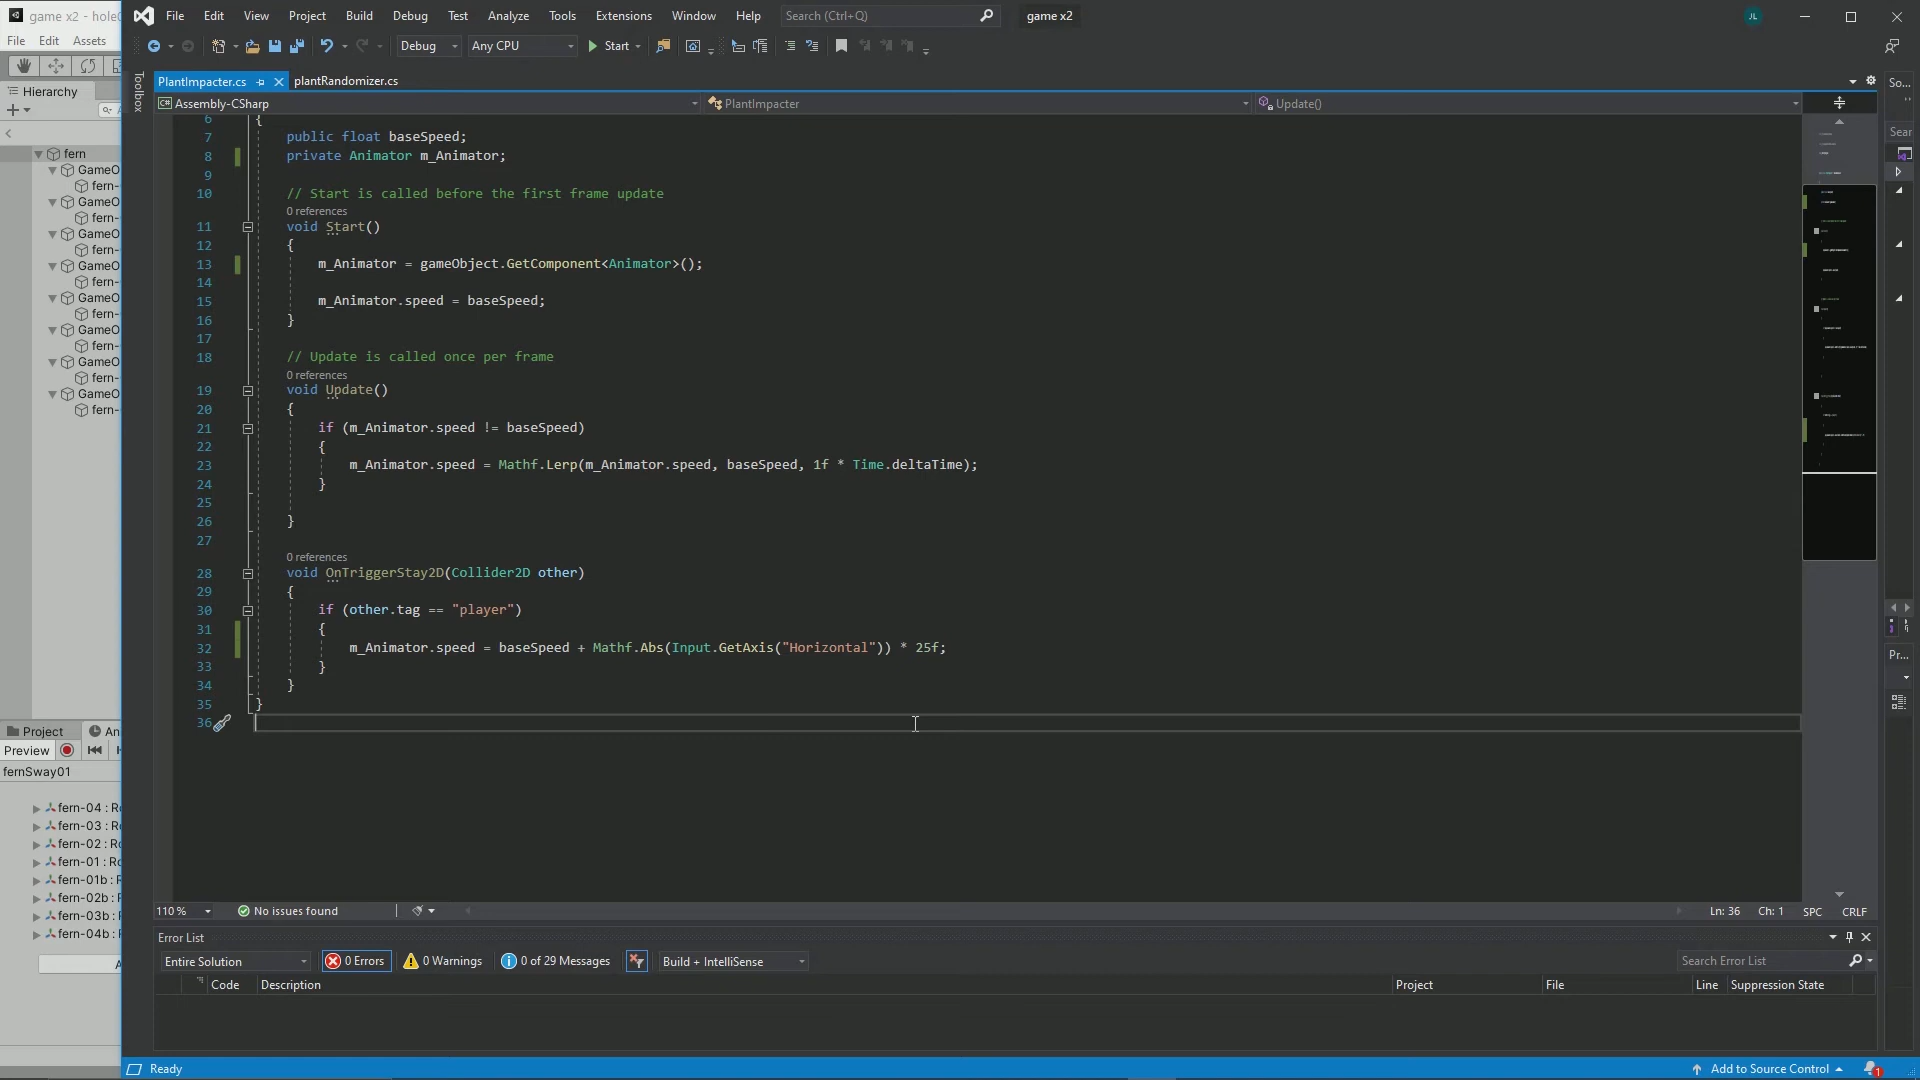 game x2 - hole
File Edit Assets
Hierarchy
fern
GameO
fern-
GameO
fern-
GameO
fern-
GameO
fern-
GameO
fern-
GameO
fern-
GameO
fern-
GameO
fern-
Project
An
Preview
fernSway01
fern-04 : Ro
fern-03 : Ro
fern-02 : Ro
fern-01 : Ro
fern-01b : F
fern-02b : F
fern-03b : F
fern-04b : F
A
File Edit View Project Build Debug Test Analyze Tools Extensions Window Help Search (Ctrl+Q) game x2 JL
Debug Any CPU Start
Toolbox
PlantImpacter.cs plantRandomizer.cs
Assembly-CSharp PlantImpacter Update()
6 {
7 public float baseSpeed;
8 private Animator m_Animator;
9
10 // Start is called before the first frame update
0 references
11 void Start()
12 {
13 m_Animator = gameObject.GetComponent<Animator>();
14
15 m_Animator.speed = baseSpeed;
16 }
17
18 // Update is called once per frame
0 references
19 void Update()
20 {
21 if (m_Animator.speed != baseSpeed)
22 {
23 m_Animator.speed = Mathf.Lerp(m_Animator.speed, baseSpeed, 1f * Time.deltaTime);
24 }
25
26 }
27
0 references
28 void OnTriggerStay2D(Collider2D other)
29 {
30 if (other.tag == "player")
31 {
32 m_Animator.speed = baseSpeed + Mathf.Abs(Input.GetAxis("Horizontal")) * 25f;
33 }
34 }
35 }
36
110 % No issues found Ln: 36 Ch: 1 SPC CRLF
Error List
Entire Solution 0 Errors 0 Warnings 0 of 29 Messages Build + IntelliSense Search Error List
Code Description Project File Line Suppression State
Ready Add to Source Control 1
So...
Sear
Pr...